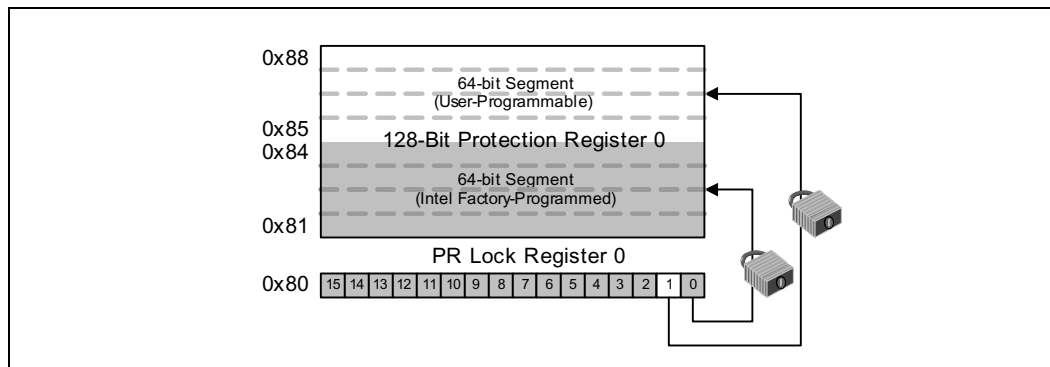 0x88
64-bit Segment
(User-Programmable)
0x85
128-Bit Protection Register 0
0x84
64-bit Segment
(Intel Factory-Programmed)
0x81
PR Lock Register 0
0x80 15 14 13 12 11 10 9 8 7 6 5 4 3 2 1 0